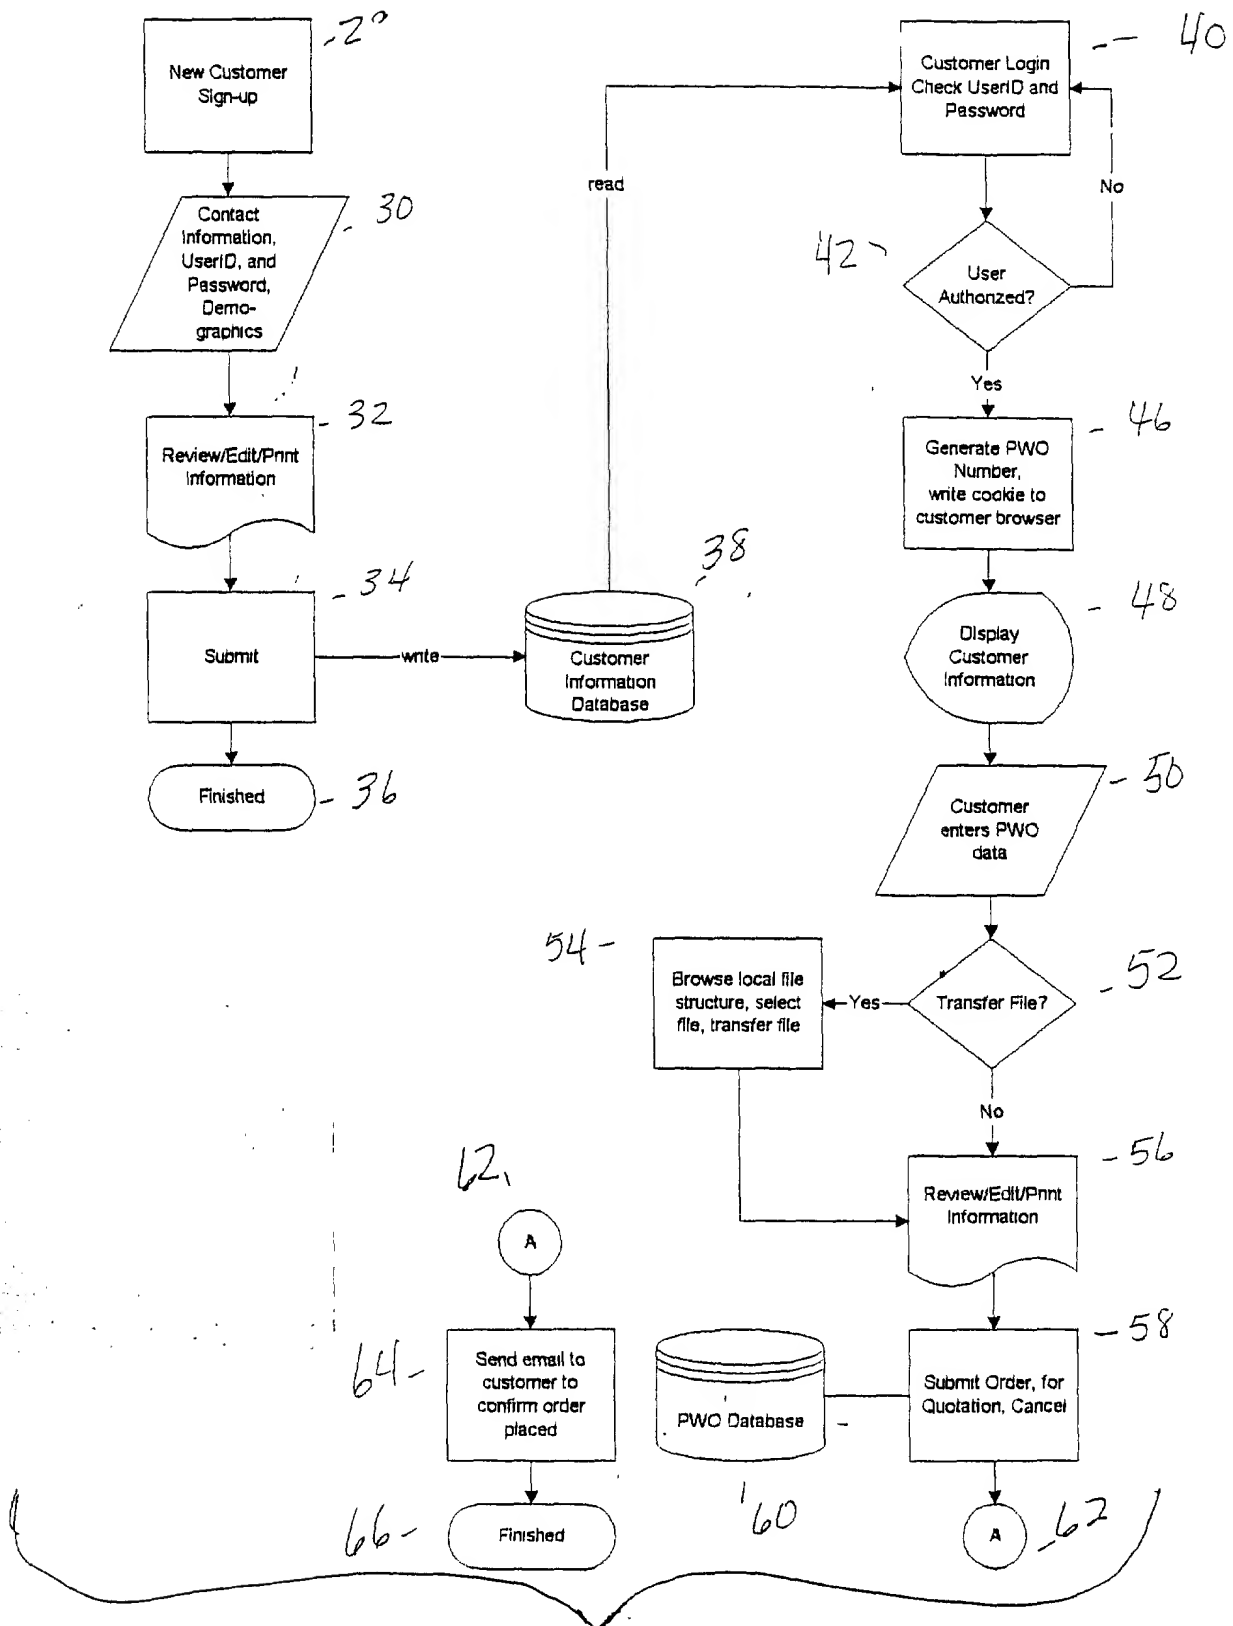 New Customer
Sign-up
Contact
Information,
UserID, and
Password,
Demo-
graphics
30
Review/Edit/Print
Information
32
Submit
34
write
Finished
36
Customer
Information
Database
38
read
Customer Login
Check UserID and
Password
40
No
42
User
Authorized?
Yes
Generate PWO
Number,
write cookie to
customer browser
46
Display
Customer
Information
48
Customer
enters PWO
data
50
Transfer File?
52
Yes
54
Browse local file
structure, select
file, transfer file
No
Review/Edit/Print
Information
56
Submit Order, for
Quotation, Cancel
58
PWO Database
60
A
62
62
A
64
Send email to
customer to
confirm order
placed
66
Finished